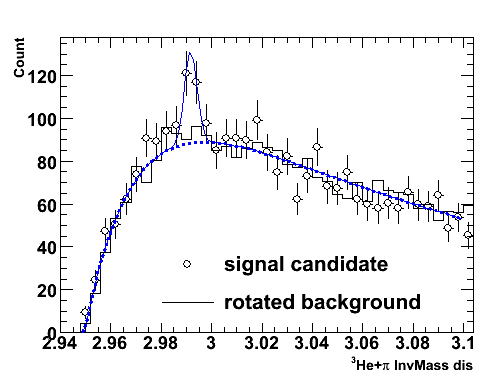 Count
120
100
80
60
40
20
0
2.94 2.96 2.98 3 3.02 3.04 3.06 3.08 3.1
signal candidate
rotated background
³He+π InvMass dis